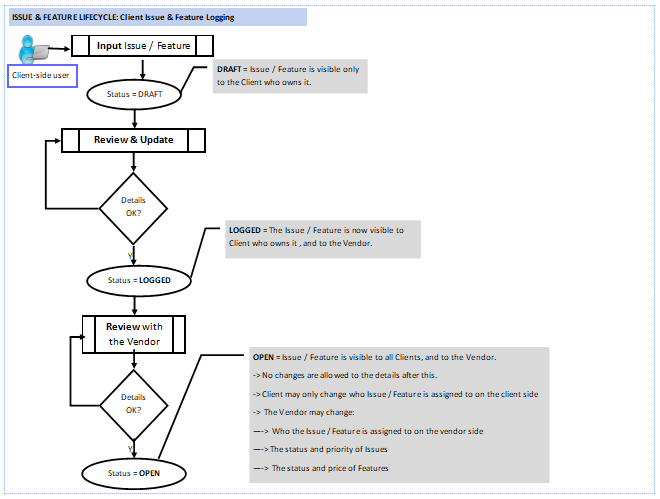 ISSUE & FEATURE LIFECYCLE: Client Issue & Feature Logging
Input Issue / Feature
Client-side user
DRAFT = Issue / Feature is visible only
to the Client who owns it.
Status = DRAFT
Review & Update
Details
OK?
LOGGED = The Issue / Feature is now visible to
Client who owns it , and to the Vendor.
Y
Status = LOGGED
Review with
the Vendor
OPEN = Issue / Feature is visible to all Clients, and to the Vendor.
-> No changes are allowed to the details after this.
-> Client may only change who Issue / Feature is assigned to on the client side
-> The Vendor may change:
—-> Who the Issue / Feature is assigned to on the vendor side
—-> The status and priority of Issues
—-> The status and price of Features
Details
OK?
Y
Status = OPEN